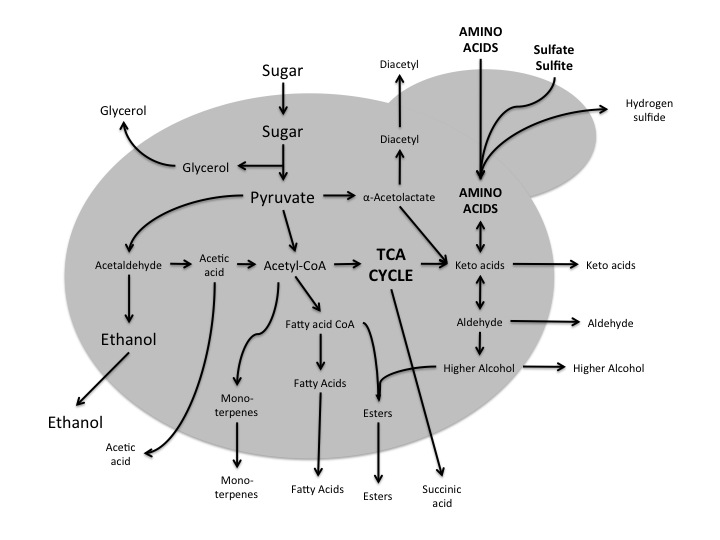 AMINO
ACIDS
Sulfate
Sulfite
Diacetyl
Sugar
Glycerol
Hydrogen
sulfide
Sugar
Diacetyl
Glycerol
Pyruvate
α-Acetolactate
AMINO
ACIDS
Acetaldehyde
Acetic
acid
Acetyl-CoA
TCA
CYCLE
Keto acids
Keto acids
Fatty acid CoA
Aldehyde
Aldehyde
Ethanol
Fatty Acids
Higher Alcohol
Higher Alcohol
Mono-
terpenes
Esters
Ethanol
Acetic
acid
Mono-
terpenes
Fatty Acids
Esters
Succinic
acid